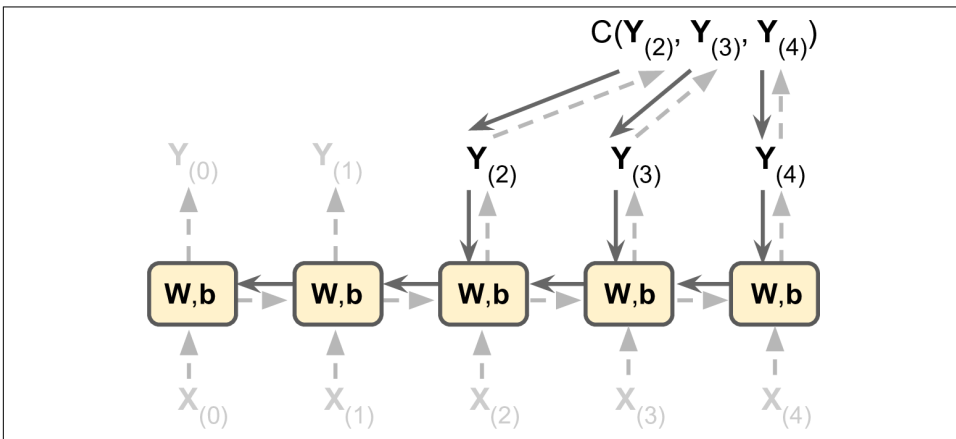 C(Y(2), Y(3), Y(4))
Y(0) Y(1) Y(2) Y(3) Y(4)
W,b W,b W,b W,b W,b
X(0) X(1) X(2) X(3) X(4)